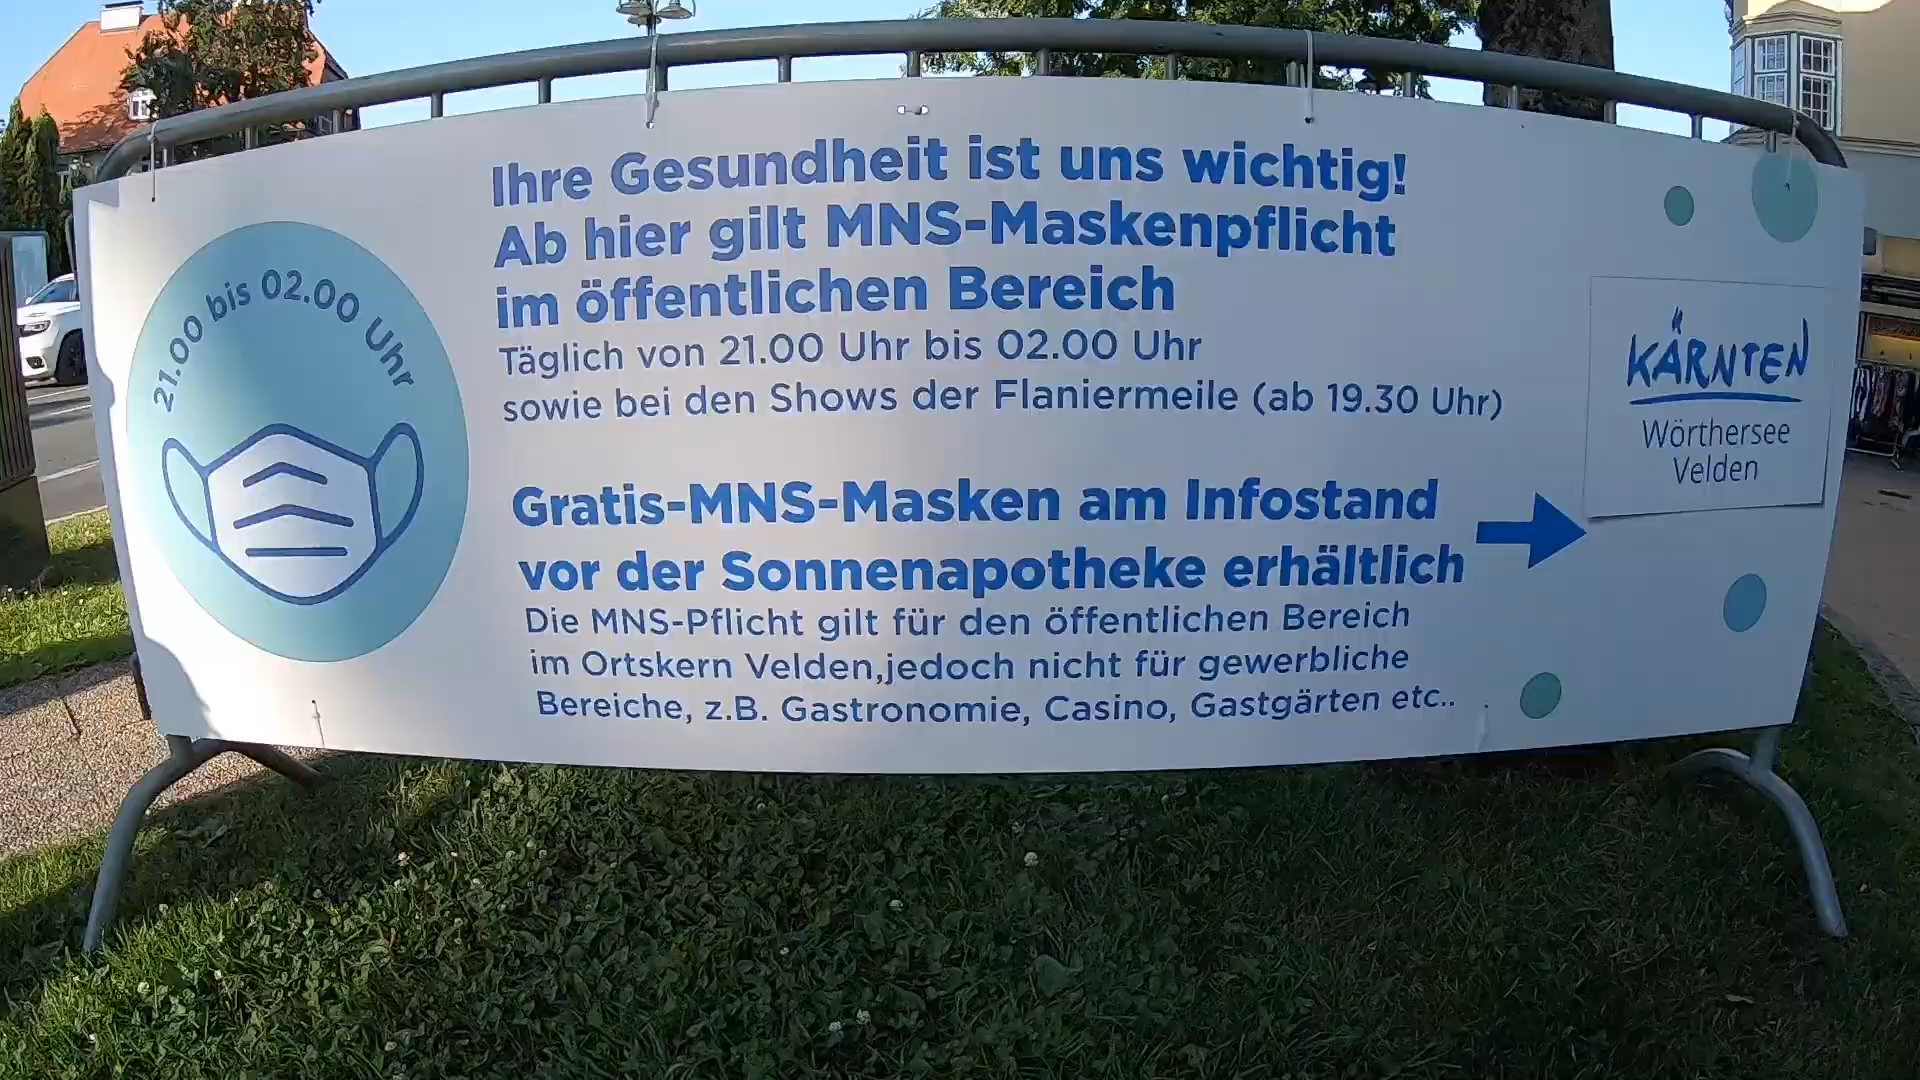 21.00 bis 02.00 Uhr
Ihre Gesundheit ist uns wichtig!
Ab hier gilt MNS-Maskenpflicht
im öffentlichen Bereich
Täglich von 21.00 Uhr bis 02.00 Uhr
sowie bei den Shows der Flaniermeile (ab 19.30 Uhr)
Gratis-MNS-Masken am Infostand
vor der Sonnenapotheke erhältlich
Die MNS-Pflicht gilt für den öffentlichen Bereich
im Ortskern Velden,jedoch nicht für gewerbliche
Bereiche, z.B. Gastronomie, Casino, Gastgärten etc..
KÄRNTEN
Wörthersee
Velden